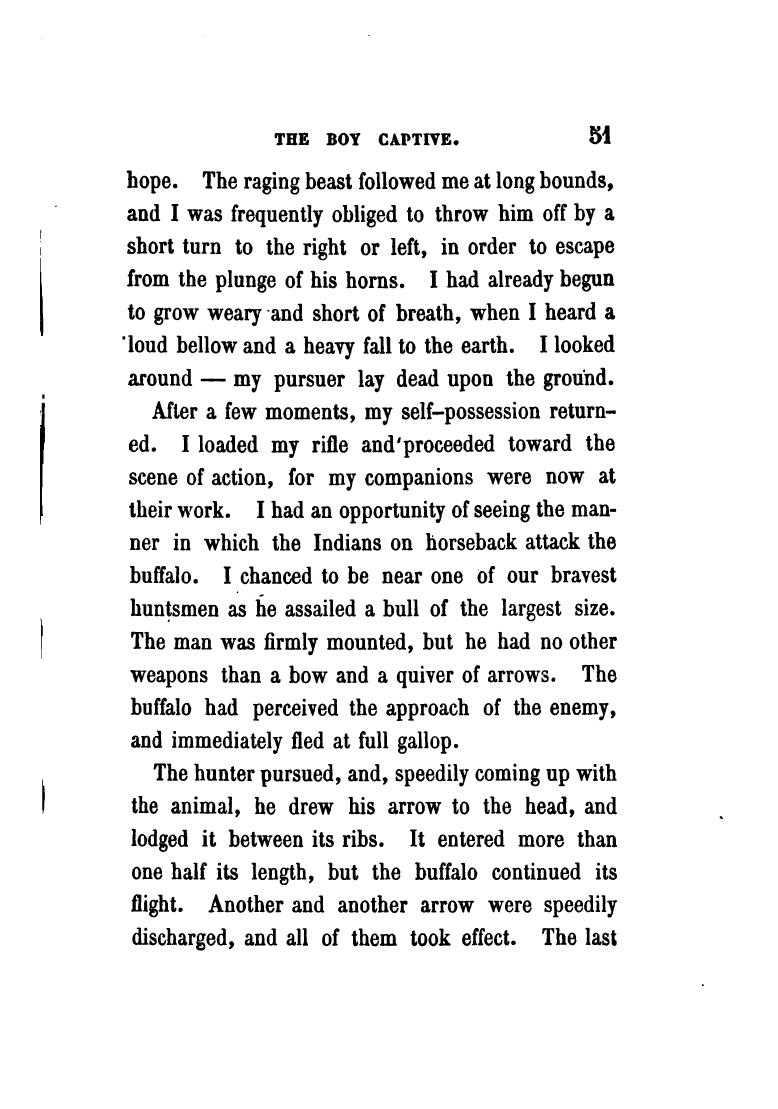 THE BOY CAPTIVE. 51
hope. The raging beast followed me at long bounds,
and I was frequently obliged to throw him off by a
short turn to the right or left, in order to escape
from the plunge of his horns. I had already begun
to grow weary and short of breath, when I heard a
loud bellow and a heavy fall to the earth. I looked
around — my pursuer lay dead upon the ground.
After a few moments, my self-possession return-
ed. I loaded my rifle and proceeded toward the
scene of action, for my companions were now at
their work. I had an opportunity of seeing the man-
ner in which the Indians on horseback attack the
buffalo. I chanced to be near one of our bravest
huntsmen as he assailed a bull of the largest size.
The man was firmly mounted, but he had no other
weapons than a bow and a quiver of arrows. The
buffalo had perceived the approach of the enemy,
and immediately fled at full gallop.
The hunter pursued, and, speedily coming up with
the animal, he drew his arrow to the head, and
lodged it between its ribs. It entered more than
one half its length, but the buffalo continued its
flight. Another and another arrow were speedily
discharged, and all of them took effect. The last